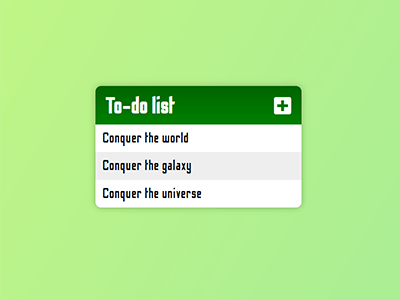 To-do list
Conquer the world
Conquer the galaxy
Conquer the universe